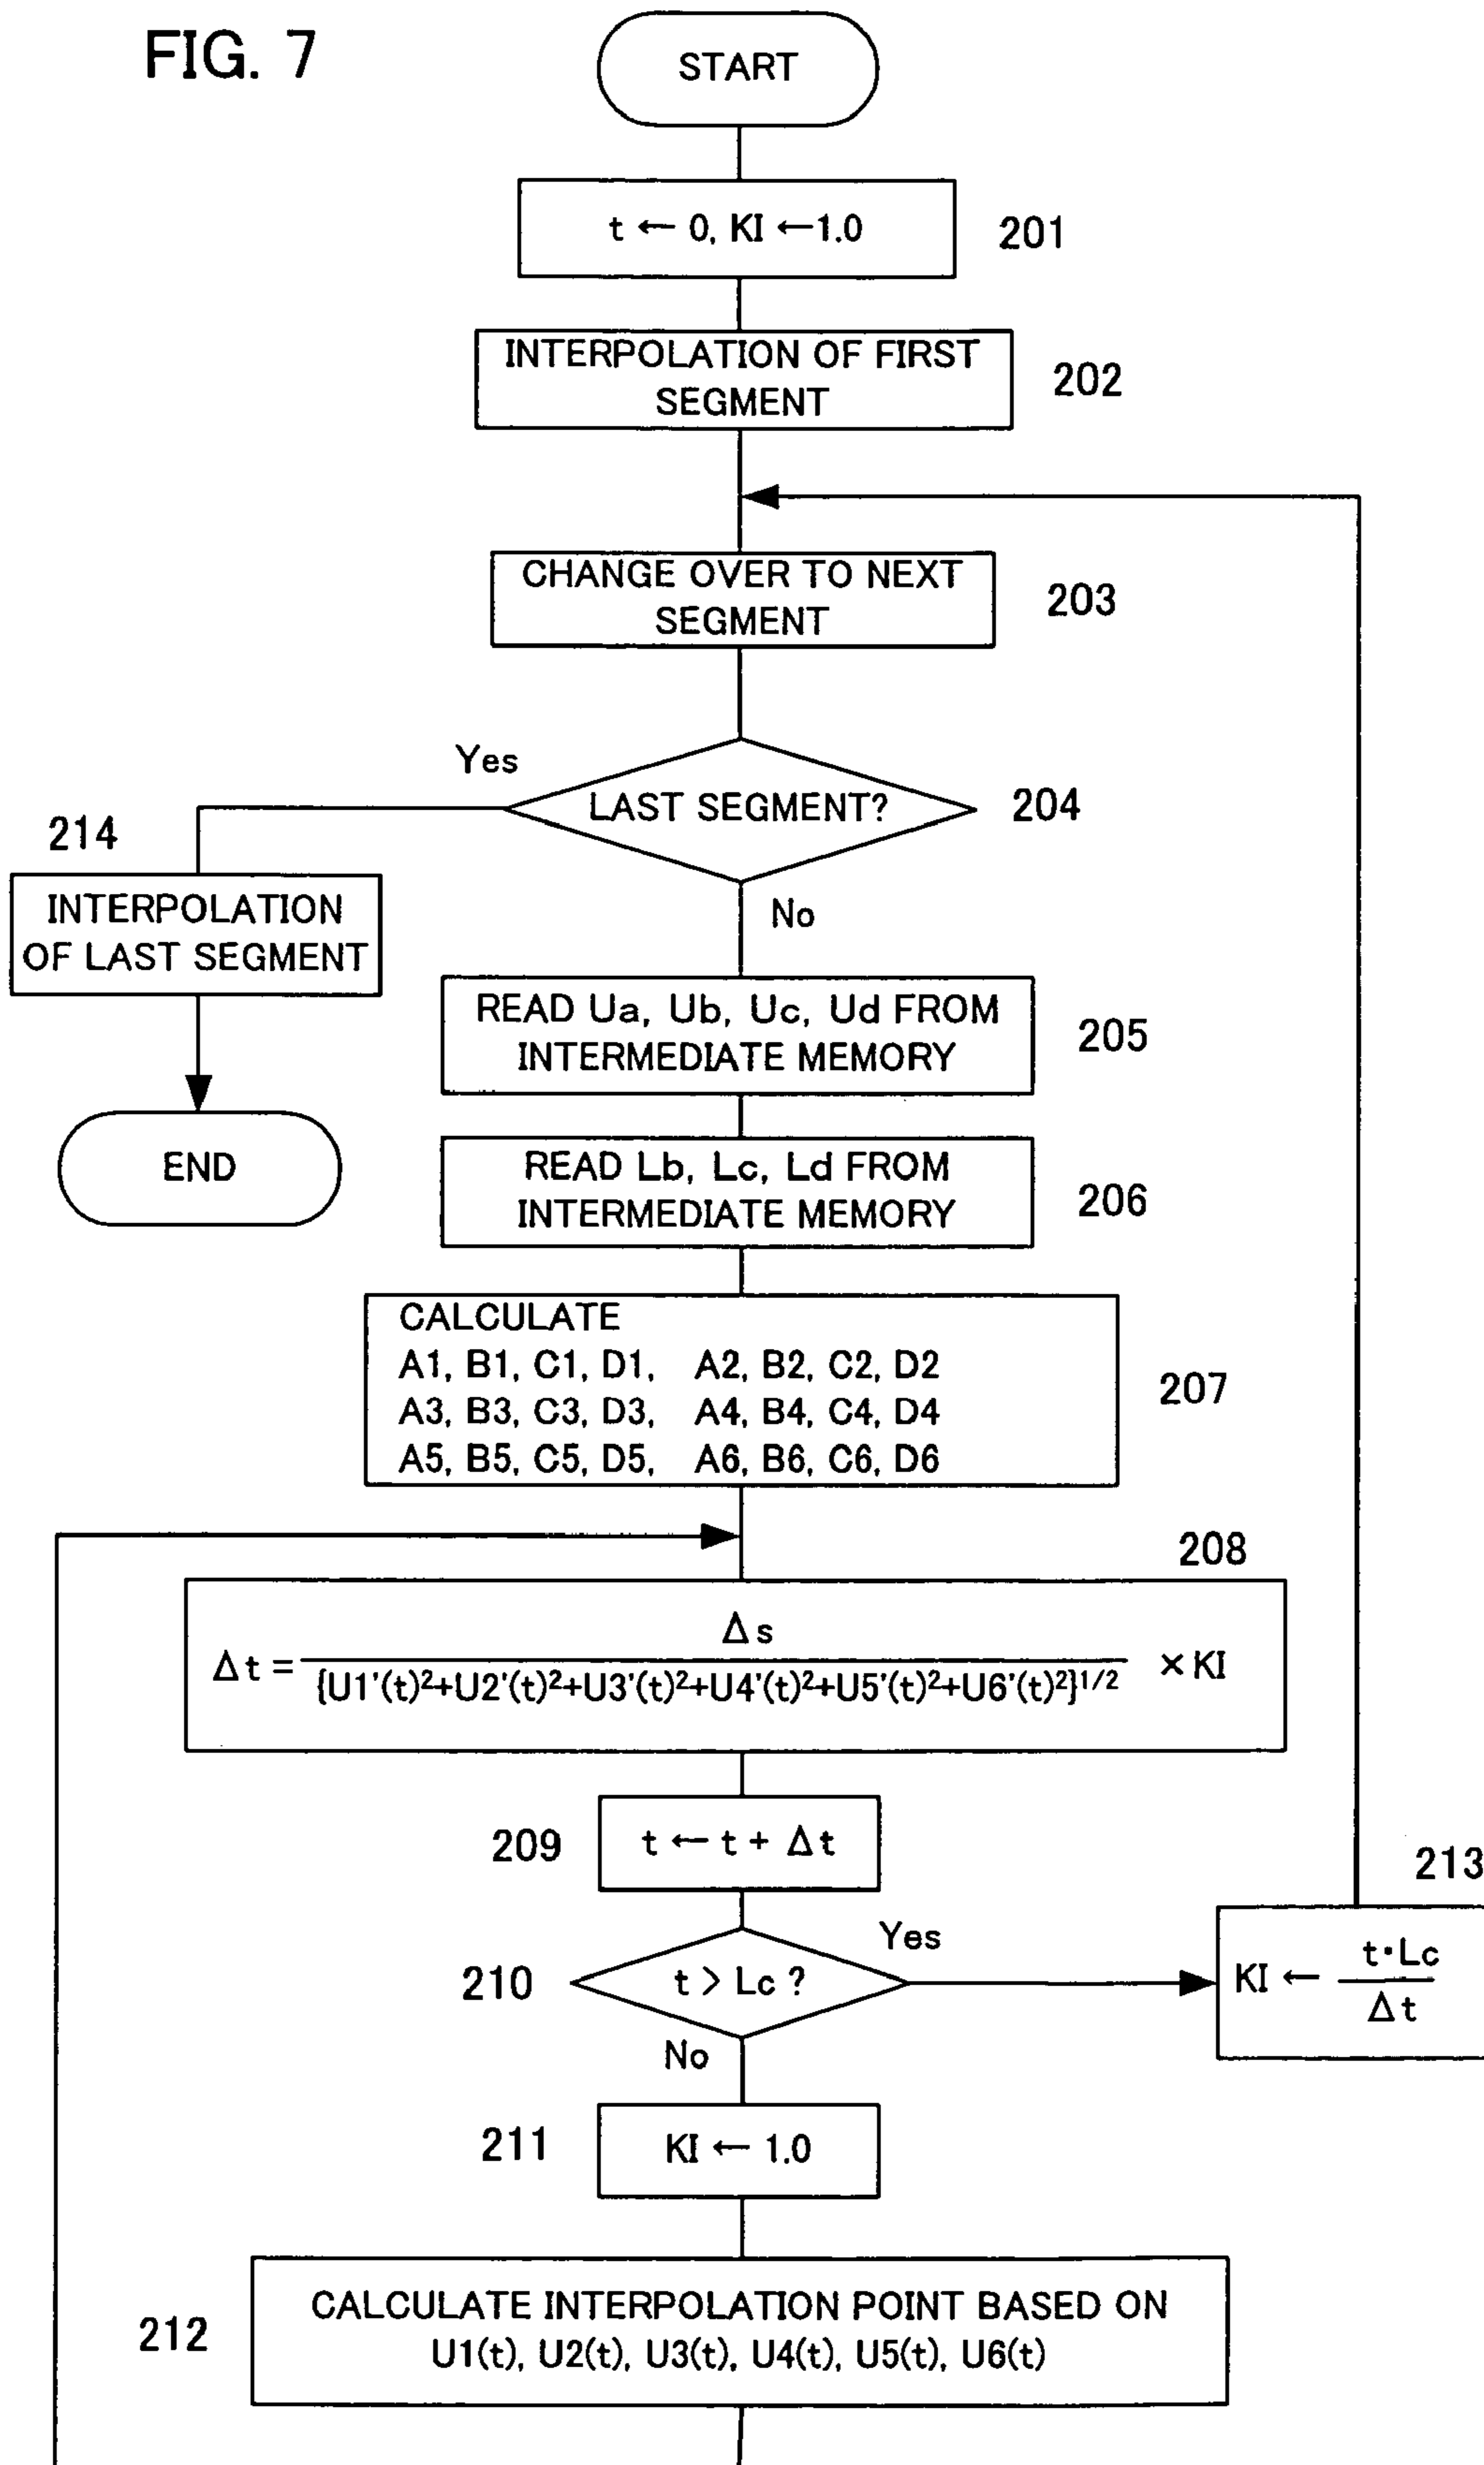 FIG. 7
START
t ← 0, KI ←1.0
201
INTERPOLATION OF FIRST
SEGMENT
202
CHANGE OVER TO NEXT
SEGMENT
203
Yes
LAST SEGMENT?
204
214
INTERPOLATION
OF LAST SEGMENT
No
END
READ Ua, Ub, Uc, Ud FROM
INTERMEDIATE MEMORY
205
READ Lb, Lc, Ld FROM
INTERMEDIATE MEMORY
206
CALCULATE
A1, B1, C1, D1, A2, B2, C2, D2
A3, B3, C3, D3, A4, B4, C4, D4
A5, B5, C5, D5, A6, B6, C6, D6
207
208
Δs
Δt = ――― × KI
{U1'(t)²+U2'(t)²+U3'(t)²+U4'(t)²+U5'(t)²+U6'(t)²}¹/²
209
t ← t + Δt
213
210
t > Lc ?
Yes
KI ← t·Lc
Δt
No
211
KI ← 1.0
212
CALCULATE INTERPOLATION POINT BASED ON
U1(t), U2(t), U3(t), U4(t), U5(t), U6(t)